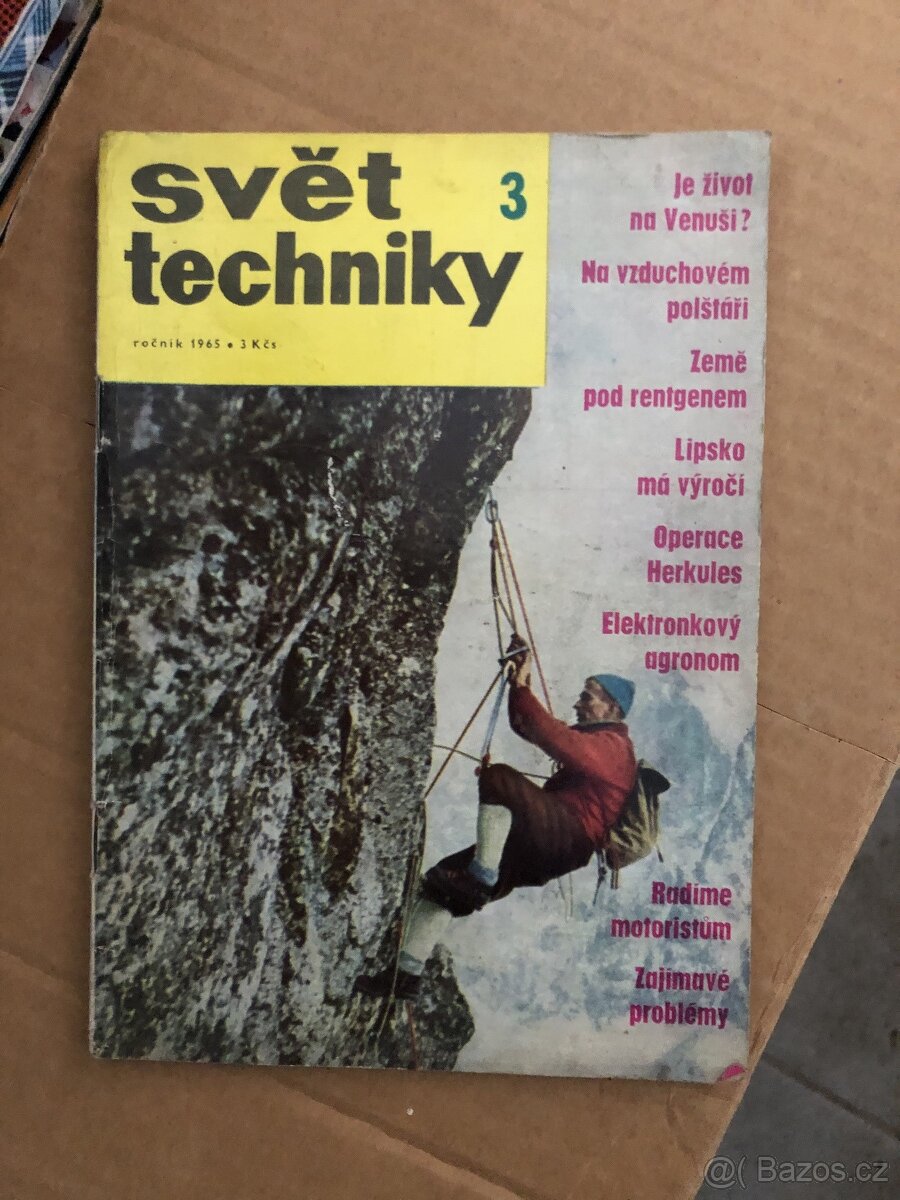 svět
techniky
3
ročník 1965 • 3 Kčs
Je život
na Venuši?
Na vzduchovém
polštáři
Země
pod rentgenem
Lipsko
má výročí
Operace
Herkules
Elektronkový
agronom
Radíme
motoristům
Zajímavé
problémy
@( Bazos.cz